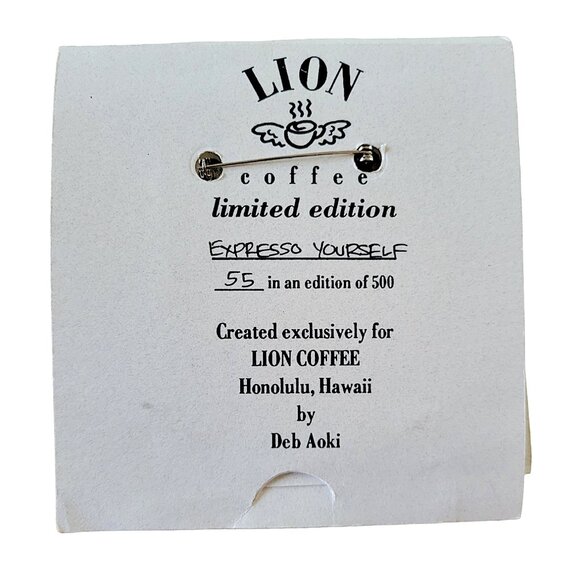 LION
coffee
limited edition
EXPRESSO YOURSELF
55 in an edition of 500
Created exclusively for
LION COFFEE
Honolulu, Hawaii
by
Deb Aoki